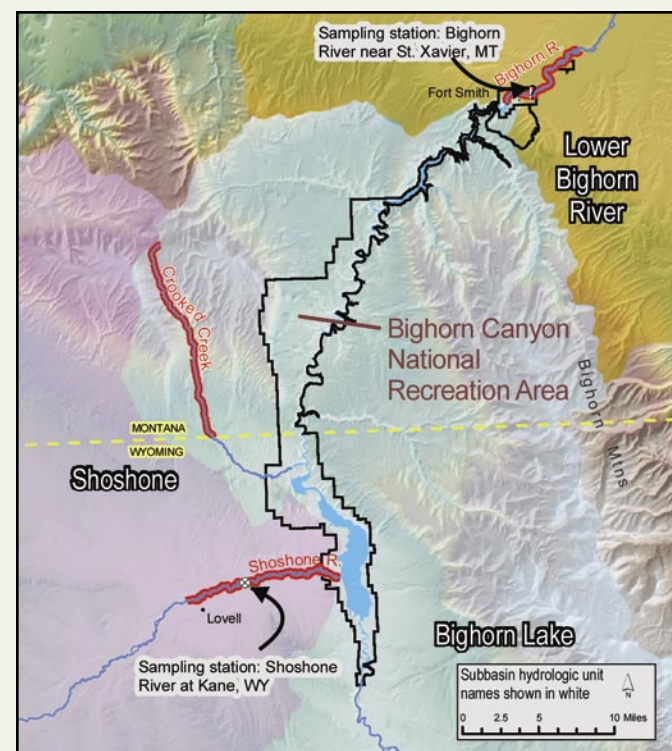 Sampling station: Bighorn
River near St. Xavier, MT
Bighorn R.
Fort Smith
Lower
Bighorn
River
Crooked Creek
Bighorn Canyon
National
Recreation Area
Bighorn Mtns
MONTANA
WYOMING
Shoshone
Shoshone R.
Lovell
Sampling station: Shoshone
River at Kane, WY
Bighorn Lake
Subbasin hydrologic unit
names shown in white
N
0 2.5 5 10 Miles